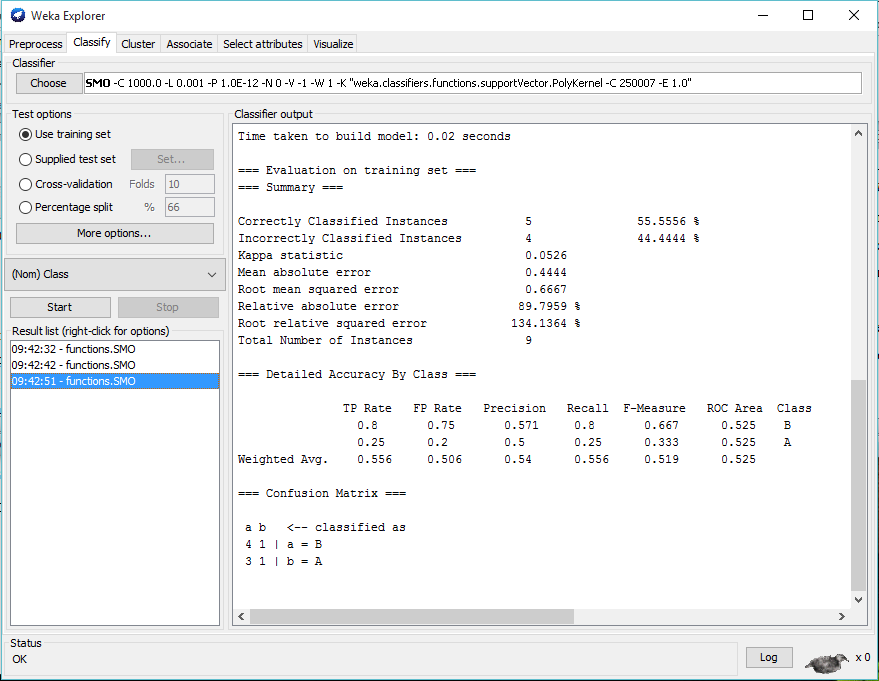 Weka Explorer
Preprocess Classify Cluster Associate Select attributes Visualize
Classifier
Choose SMO -C 1000.0 -L 0.001 -P 1.0E-12 -N 0 -V -1 -W 1 -K "weka.classifiers.functions.supportVector.PolyKernel -C 250007 -E 1.0"
Test options
Use training set
Supplied test set Set...
Cross-validation Folds 10
Percentage split % 66
More options...
(Nom) Class
Start Stop
Result list (right-click for options)
09:42:32 - functions.SMO
09:42:42 - functions.SMO
09:42:51 - functions.SMO
Classifier output
Time taken to build model: 0.02 seconds
=== Evaluation on training set ===
=== Summary ===
Correctly Classified Instances 5 55.5556 %
Incorrectly Classified Instances 4 44.4444 %
Kappa statistic 0.0526
Mean absolute error 0.4444
Root mean squared error 0.6667
Relative absolute error 89.7959 %
Root relative squared error 134.1364 %
Total Number of Instances 9
=== Detailed Accuracy By Class ===
TP Rate FP Rate Precision Recall F-Measure ROC Area Class
0.8 0.75 0.571 0.8 0.667 0.525 B
0.25 0.2 0.5 0.25 0.333 0.525 A
Weighted Avg. 0.556 0.506 0.54 0.556 0.519 0.525
=== Confusion Matrix ===
a b <-- classified as
4 1 | a = B
3 1 | b = A
Status
OK
Log x 0